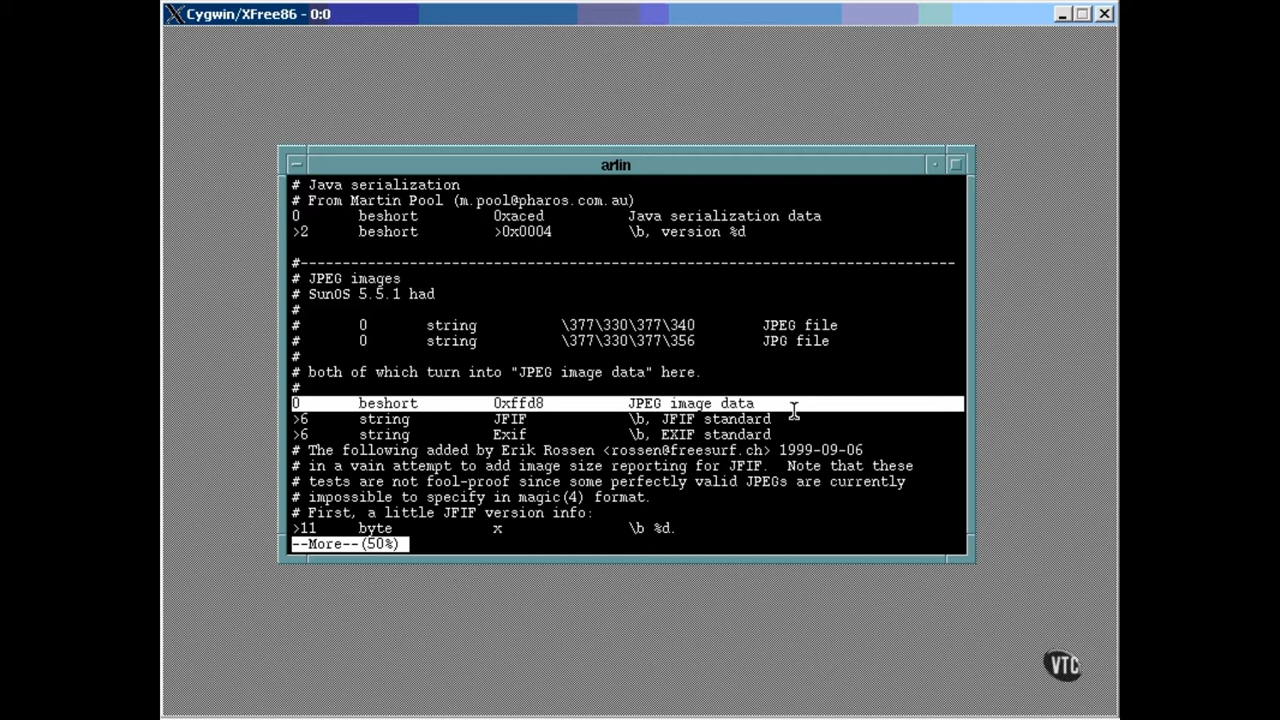 Cygwin/XFree86 - 0:0
arlin
# Java serialization
# From Martin Pool (m.pool@pharos.com.au)
0 beshort 0xaced Java serialization data
>2 beshort >0x0004 \b, version %d
#---------------------------------------------------------------------------
# JPEG images
# SunOS 5.5.1 had
#
# 0 string \377\330\377\340 JPEG file
# 0 string \377\330\377\356 JPG file
#
# both of which turn into "JPEG image data" here.
#
0 beshort 0xffd8 JPEG image data
>6 string JFIF \b, JFIF standard
>6 string Exif \b, EXIF standard
# The following added by Erik Rossen <rossen@freesurf.ch> 1999-09-06
# in a vain attempt to add image size reporting for JFIF.  Note that these
# tests are not fool-proof since some perfectly valid JPEGs are currently
# impossible to specify in magic(4) format.
# First, a little JFIF version info:
>11 byte x \b %d.
--More--(50%)
VTC